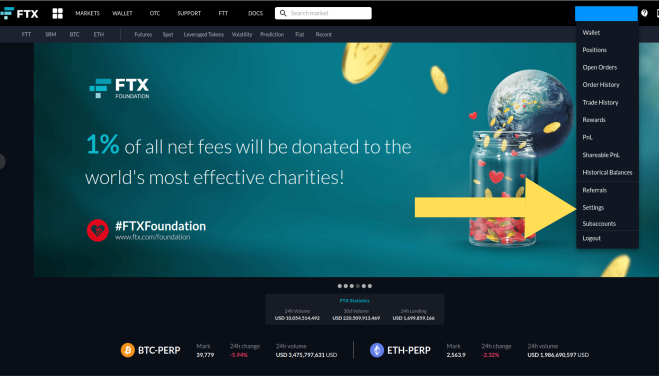 FTX MARKETS WALLET OTC SUPPORT FTT DOCS Search market
FTT SRM BTC ETH Futures Spot Leveraged Tokens Volatility Prediction Fiat Recent
Wallet
Positions
Open Orders
Order History
Trade History
Rewards
PnL
Shareable PnL
Historical Balances
Referrals
Settings
Subaccounts
Logout
FTX
FOUNDATION
1% of all net fees will be donated to the
world's most effective charities!
#FTXFoundation
www.ftx.com/foundation
FTX Statistics
24h Volume 30d Volume 24h Lending
USD 10,054,514,492 USD 220,509,913,469 USD 1,699,859,166
BTC-PERP Mark 24h change 24h volume ETH-PERP Mark 24h change 24h volume
39,779 -5.94% USD 3,475,797,631 USD 2,563.9 -2.32% USD 1,986,690,597 USD